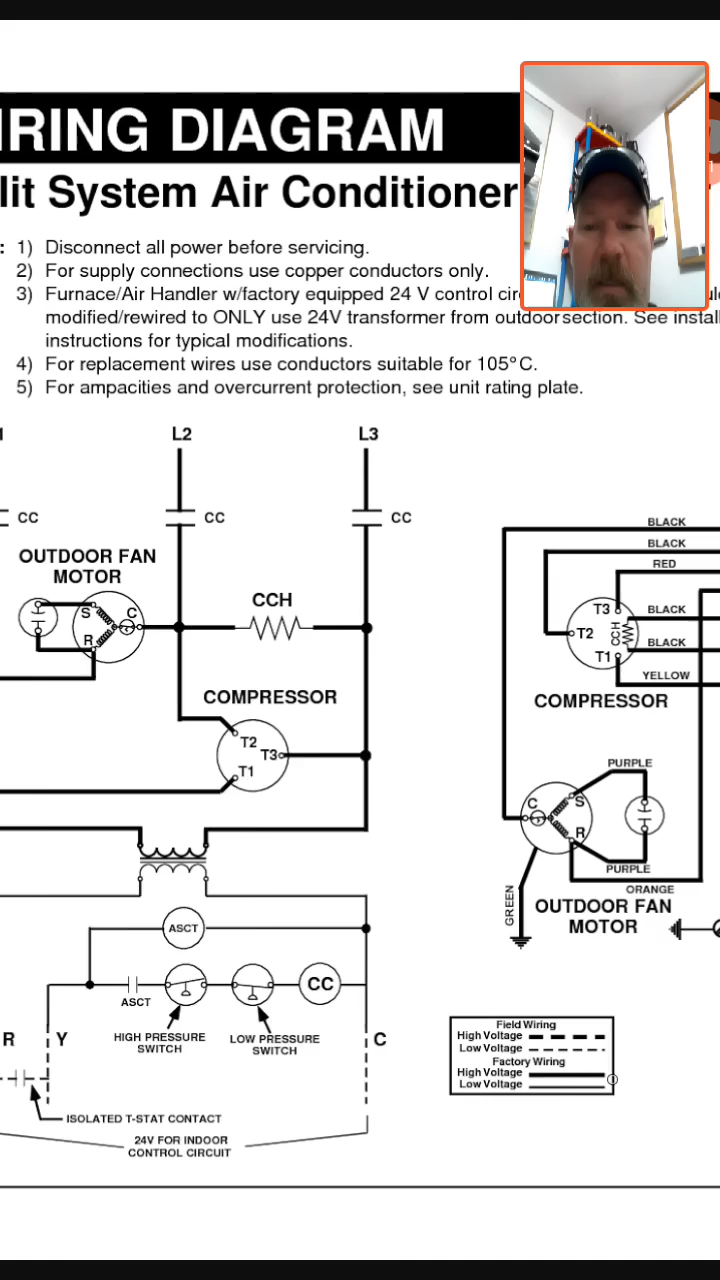 IRING DIAGRAM
lit System Air Conditioner
: 1) Disconnect all power before servicing.
2) For supply connections use copper conductors only.
3) Furnace/Air Handler w/factory equipped 24 V control cir
modified/rewired to ONLY use 24V transformer from outdoor section. See install
instructions for typical modifications.
4) For replacement wires use conductors suitable for 105°C.
5) For ampacities and overcurrent protection, see unit rating plate.
L2
L3
CC
CC
CC
OUTDOOR FAN
MOTOR
S
C
R
CCH
COMPRESSOR
T2
T3
T1
BLACK
BLACK
RED
T3
BLACK
T2
CCH
BLACK
T1
YELLOW
COMPRESSOR
PURPLE
C
S
R
PURPLE
ORANGE
GREEN
OUTDOOR FAN
MOTOR
ASCT
ASCT
CC
HIGH PRESSURE
SWITCH
LOW PRESSURE
SWITCH
R
Y
C
ISOLATED T-STAT CONTACT
24V FOR INDOOR
CONTROL CIRCUIT
Field Wiring
High Voltage
Low Voltage
Factory Wiring
High Voltage
Low Voltage